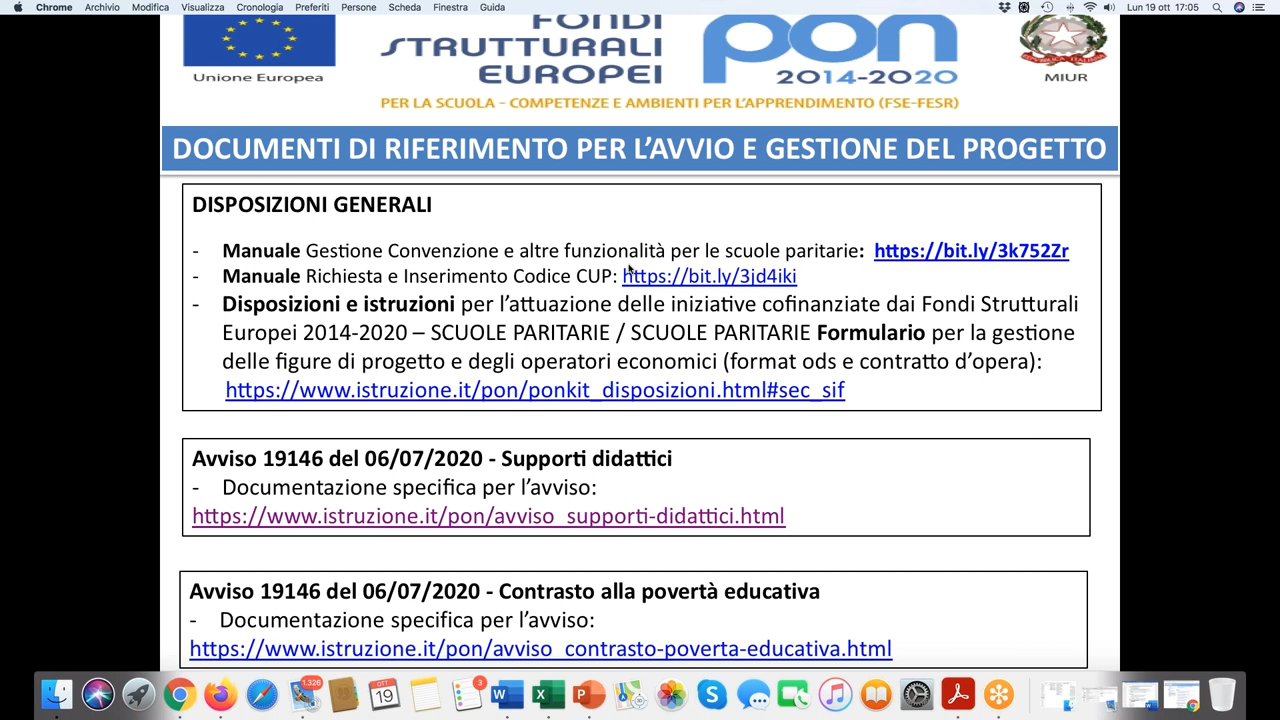 Chrome Archivio Modifica Visualizza Cronologia Preferiti Persone Scheda Finestra Guida Lun 19 ott 17:05
FONDI
STRUTTURALI
EUROPEI
pon
2014-2020
Unione Europea
MIUR
PER LA SCUOLA - COMPETENZE E AMBIENTI PER L'APPRENDIMENTO (FSE-FESR)
DOCUMENTI DI RIFERIMENTO PER L'AVVIO E GESTIONE DEL PROGETTO
DISPOSIZIONI GENERALI
- Manuale Gestione Convenzione e altre funzionalità per le scuole paritarie: https://bit.ly/3k752Zr
- Manuale Richiesta e Inserimento Codice CUP: https://bit.ly/3jd4iki
- Disposizioni e istruzioni per l'attuazione delle iniziative cofinanziate dai Fondi Strutturali
Europei 2014-2020 – SCUOLE PARITARIE / SCUOLE PARITARIE Formulario per la gestione
delle figure di progetto e degli operatori economici (format ods e contratto d'opera):
https://www.istruzione.it/pon/ponkit_disposizioni.html#sec_sif
Avviso 19146 del 06/07/2020 - Supporti didattici
- Documentazione specifica per l'avviso:
https://www.istruzione.it/pon/avviso_supporti-didattici.html
Avviso 19146 del 06/07/2020 - Contrasto alla povertà educativa
- Documentazione specifica per l'avviso:
https://www.istruzione.it/pon/avviso_contrasto-poverta-educativa.html
1.326
OTT
19
3